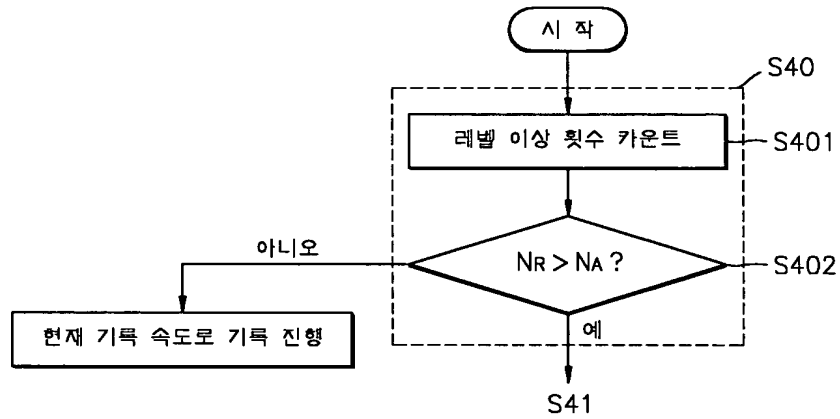 시 작
S40
레벨 이상 횟수 카운트
S401
NR > NA ?
S402
아니오
예
현재 기록 속도로 기록 진행
S41